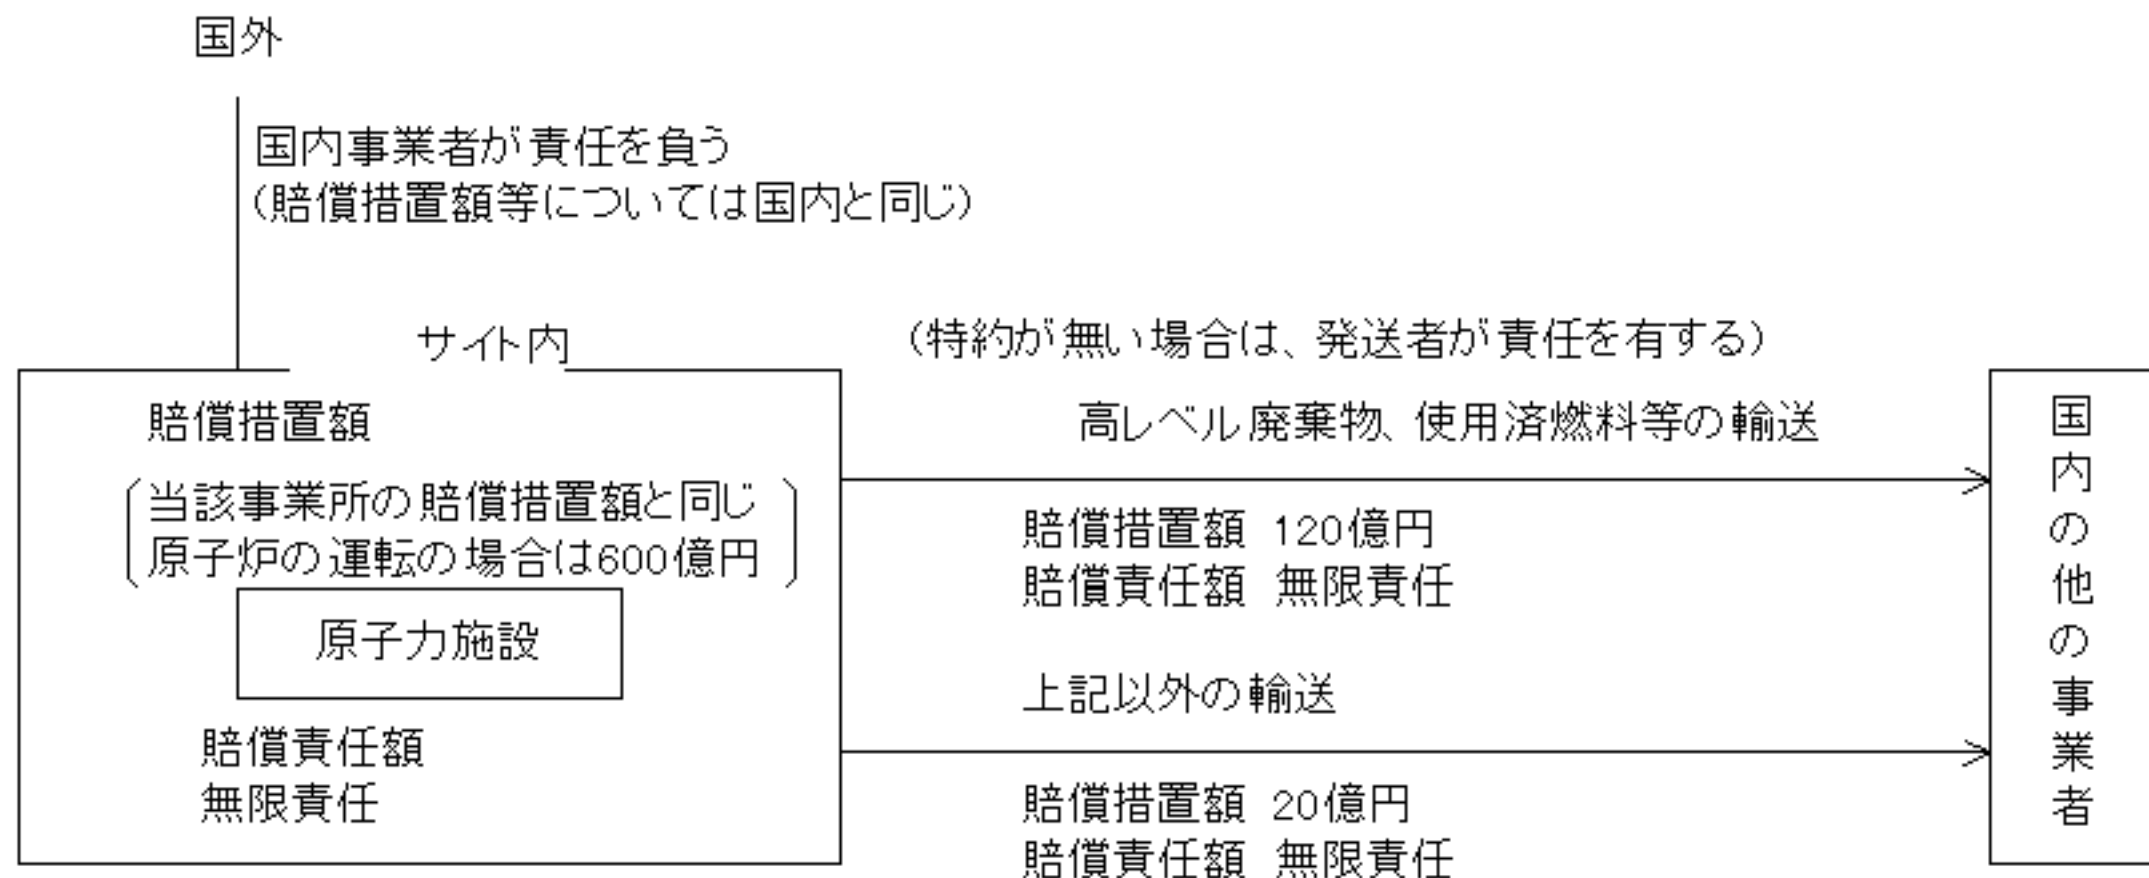 国外
国内事業者が責任を負う
(賠償措置額等については国内と同じ)
サイト内
賠償措置額
当該事業所の賠償措置額と同じ
原子炉の運転の場合は600億円
原子力施設
賠償責任額
無限責任
(特約が無い場合は、発送者が責任を有する)
高レベル廃棄物、使用済燃料等の輸送
賠償措置額 120億円
賠償責任額 無限責任
上記以外の輸送
賠償措置額 20億円
賠償責任額 無限責任
国内の他の事業者